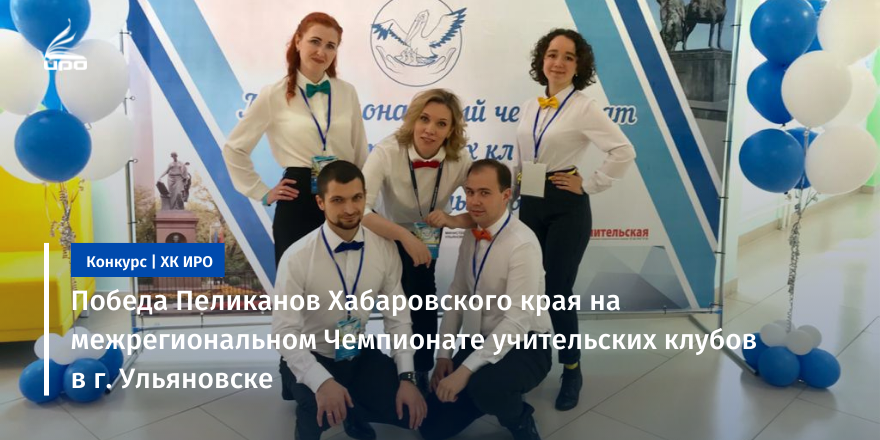 ИРО
ительская
Конкурс | ХК ИРО
Победа Пеликанов Хабаровского края на
межрегиональном Чемпионате учительских клубов
в г. Ульяновске